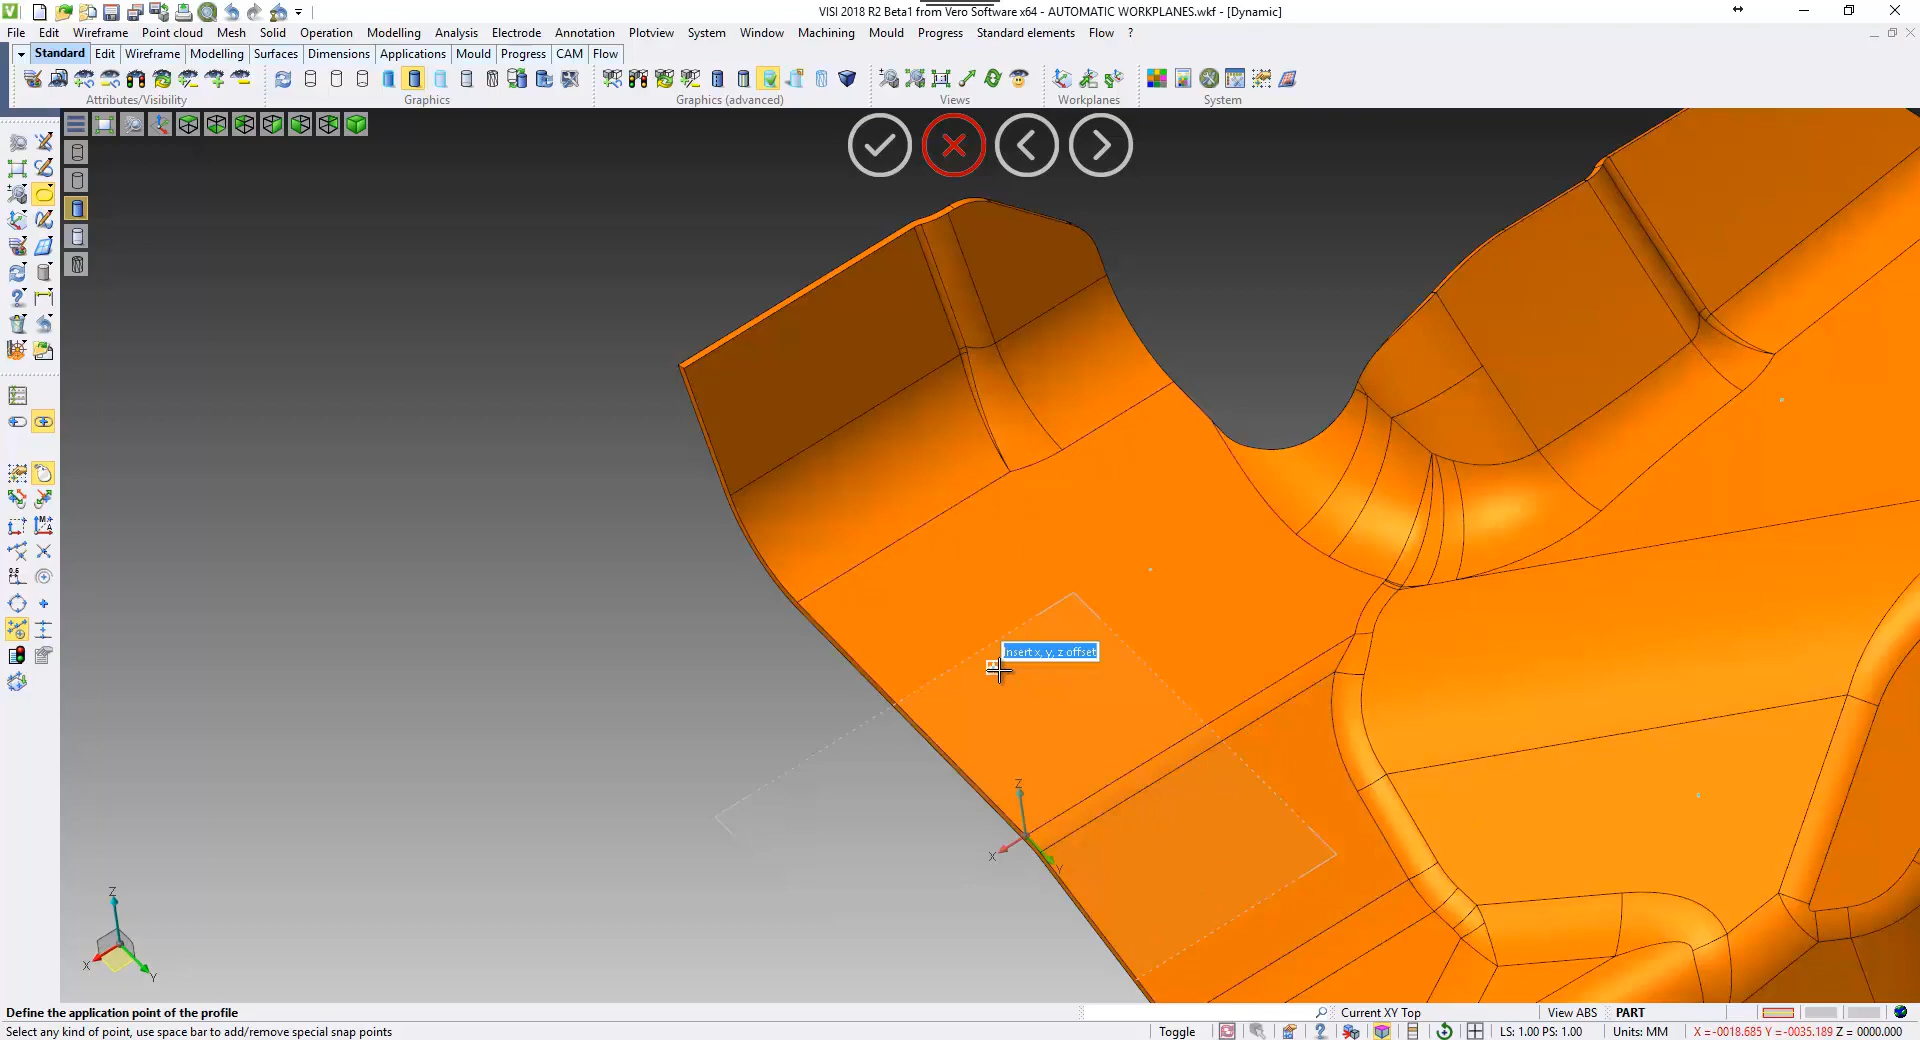 VISI 2018 R2 Beta1 from Vero Software x64 - AUTOMATIC WORKPLANES.wkf - [Dynamic]
File Edit Wireframe Point cloud Mesh Solid Operation Modelling Analysis Electrode Annotation Plotview System Window Machining Mould Progress Standard elements Flow ?
Standard Edit Wireframe Modelling Surfaces Dimensions Applications Mould Progress CAM Flow
Attributes/Visibility Graphics Graphics (advanced) Views Workplanes System
Insert x, y, z offset
Z
X
Y
Z
X
Y
Define the application point of the profile
Current XY Top View ABS PART
Select any kind of point, use space bar to add/remove special snap points
Toggle LS: 1.00 PS: 1.00 Units: MM X =-0018.685 Y =-0035.189 Z = 0000.000